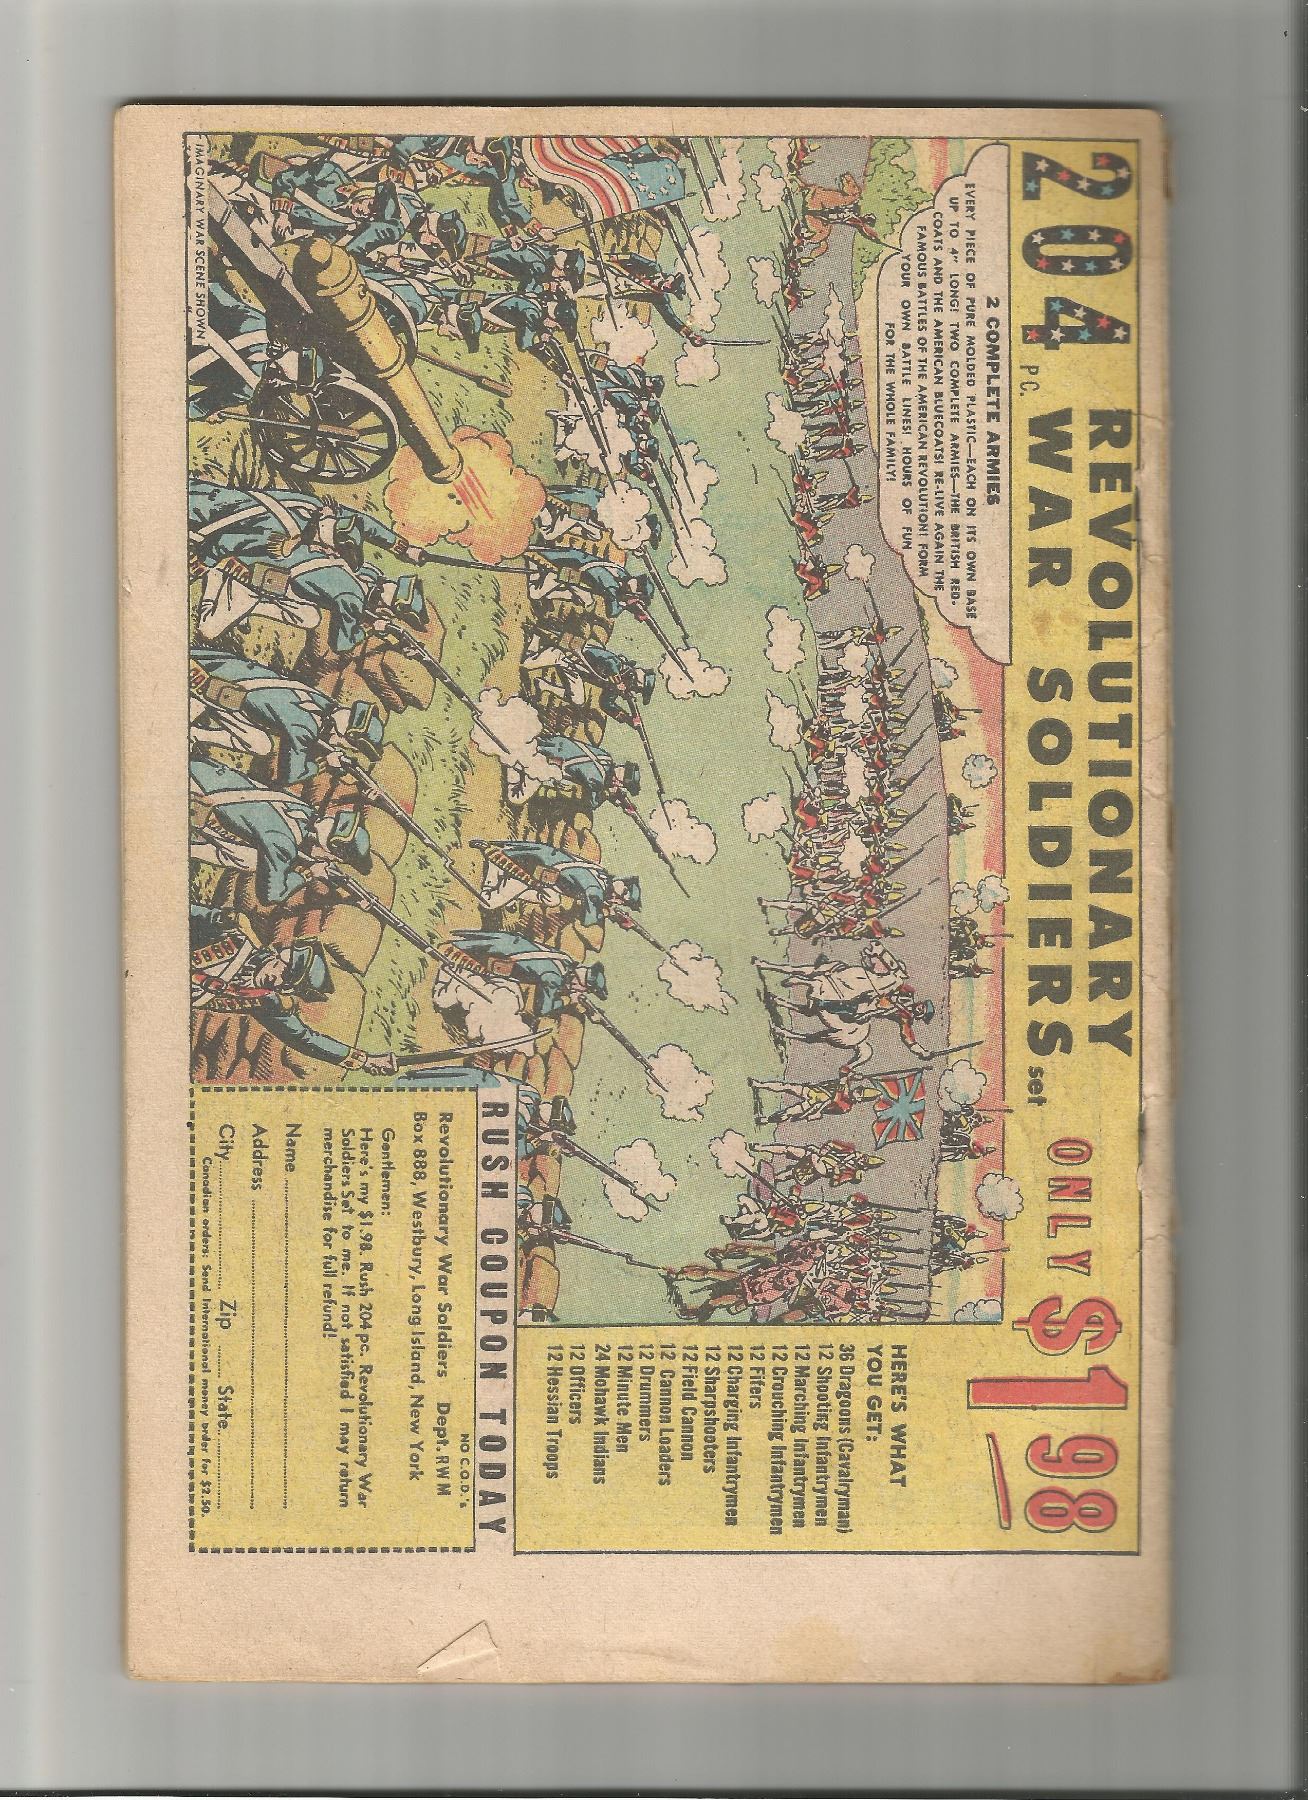 204 PC. REVOLUTIONARY
WAR SOLDIERS set
ONLY $1 98
2 COMPLETE ARMIES
EVERY PIECE OF PURE MOLDED PLASTIC—EACH ON ITS OWN BASE
UP TO 4" LONG! TWO COMPLETE ARMIES—THE BRITISH RED-
COATS AND THE AMERICAN BLUECOATS! RE-LIVE AGAIN THE
FAMOUS BATTLES OF THE AMERICAN REVOLUTION! FORM
YOUR OWN BATTLE LINES! HOURS OF FUN
FOR THE WHOLE FAMILY!
HERE'S WHAT
YOU GET:
36 Dragoons (Cavalryman)
12 Shooting Infantrymen
12 Marching Infantrymen
12 Crouching Infantrymen
12 Fifers
12 Charging Infantrymen
12 Sharpshooters
12 Field Cannon
12 Cannon Loaders
12 Drummers
12 Minute Men
24 Mohawk Indians
12 Officers
12 Hessian Troops
IMAGINARY WAR SCENE SHOWN
RUSH COUPON TODAY
NO C.O.D.'s
Revolutionary War Soldiers Dept. RW M
Box 888, Westbury, Long Island, New York
Gentlemen:
Here's my $1.98. Rush 204 pc. Revolutionary War
Soldiers Set to me. If not satisfied I may return
merchandise for full refund!
Name
Address
City Zip State
Canadian orders: Send International money order for $2.50.